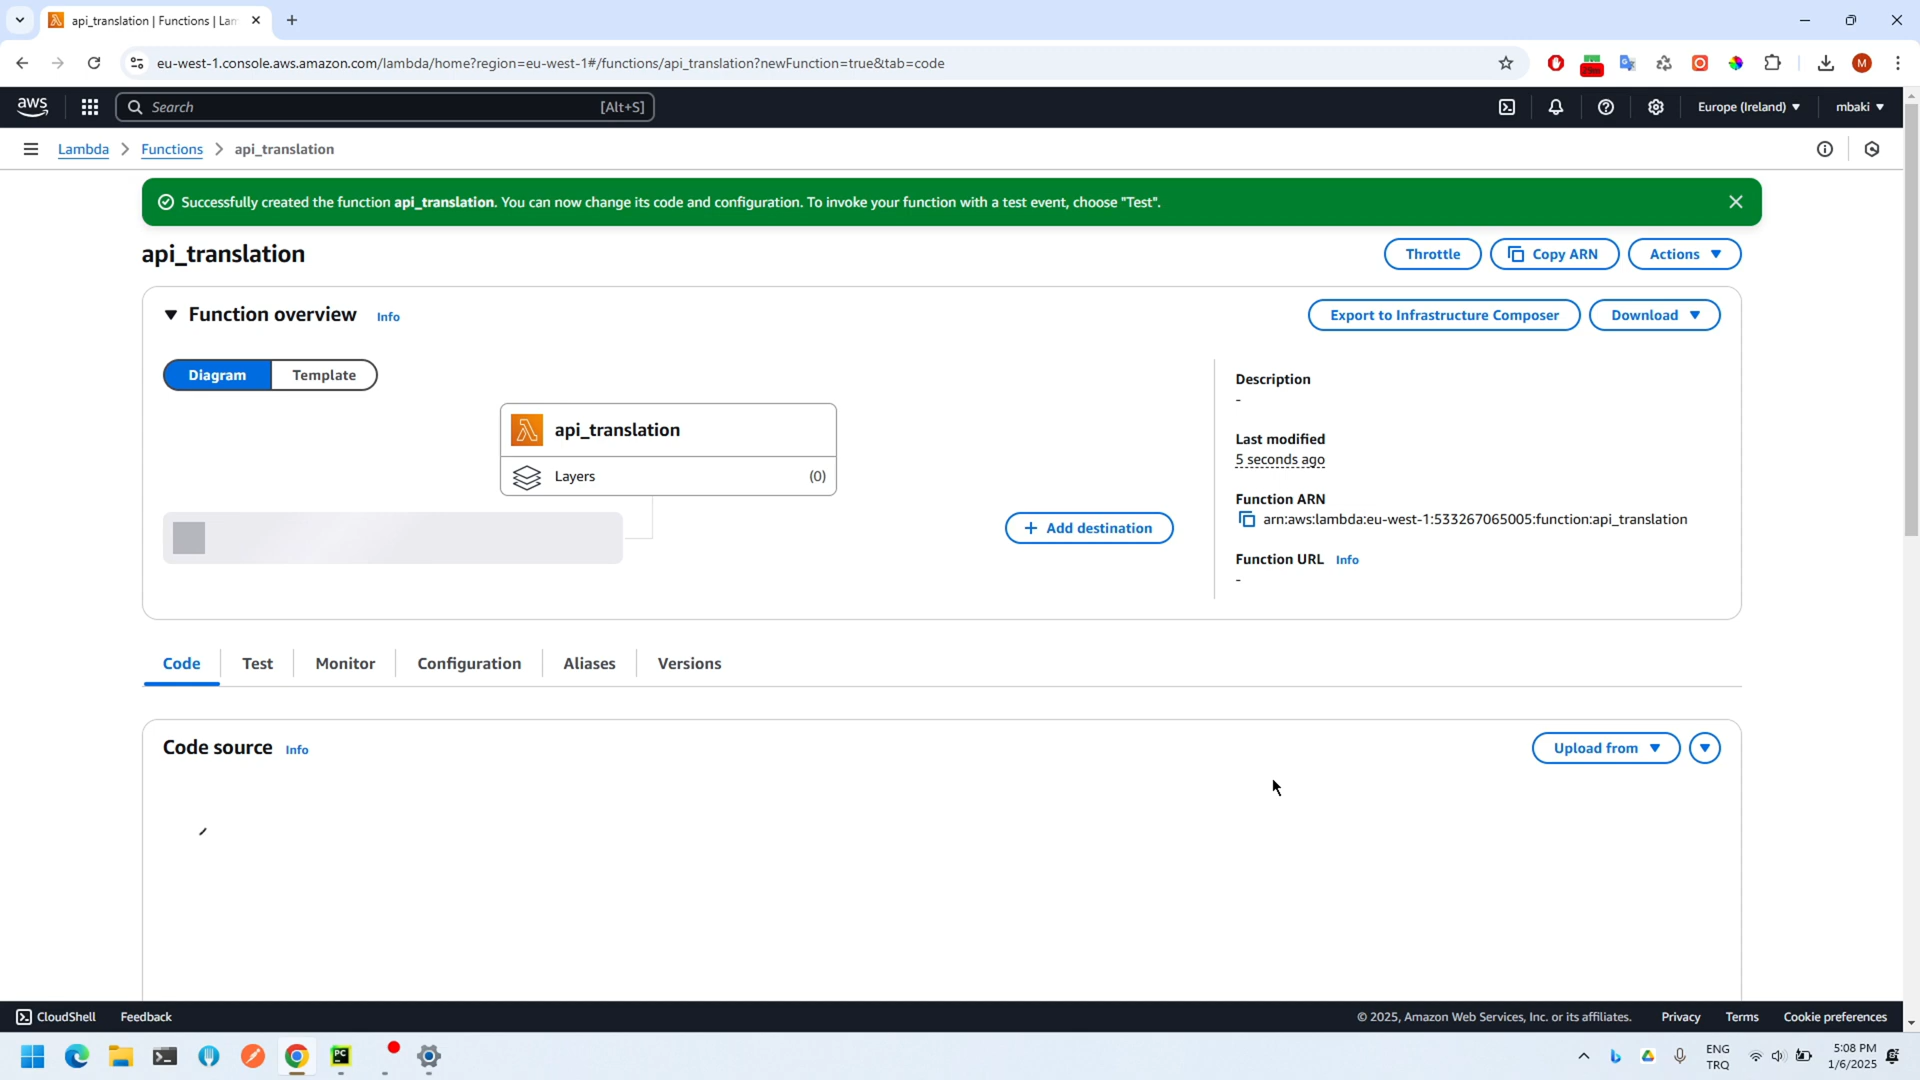 api_translation | Functions | Lam
eu-west-1.console.aws.amazon.com/lambda/home?region=eu-west-1#/functions/api_translation?newFunction=true&tab=code
aws
Search
[Alt+S]
Europe (Ireland)
mbaki
Lambda
Functions
api_translation
Successfully created the function api_translation. You can now change its code and configuration. To invoke your function with a test event, choose "Test".
api_translation
Throttle
Copy ARN
Actions
Function overview
Info
Export to Infrastructure Composer
Download
Diagram
Template
api_translation
Layers
(0)
Add destination
Description
-
Last modified
5 seconds ago
Function ARN
arn:aws:lambda:eu-west-1:533267065005:function:api_translation
Function URL
Info
-
Code
Test
Monitor
Configuration
Aliases
Versions
Code source
Info
Upload from
CloudShell
Feedback
© 2025, Amazon Web Services, Inc. or its affiliates.
Privacy
Terms
Cookie preferences
PC
ENG
TRQ
5:08 PM
1/6/2025